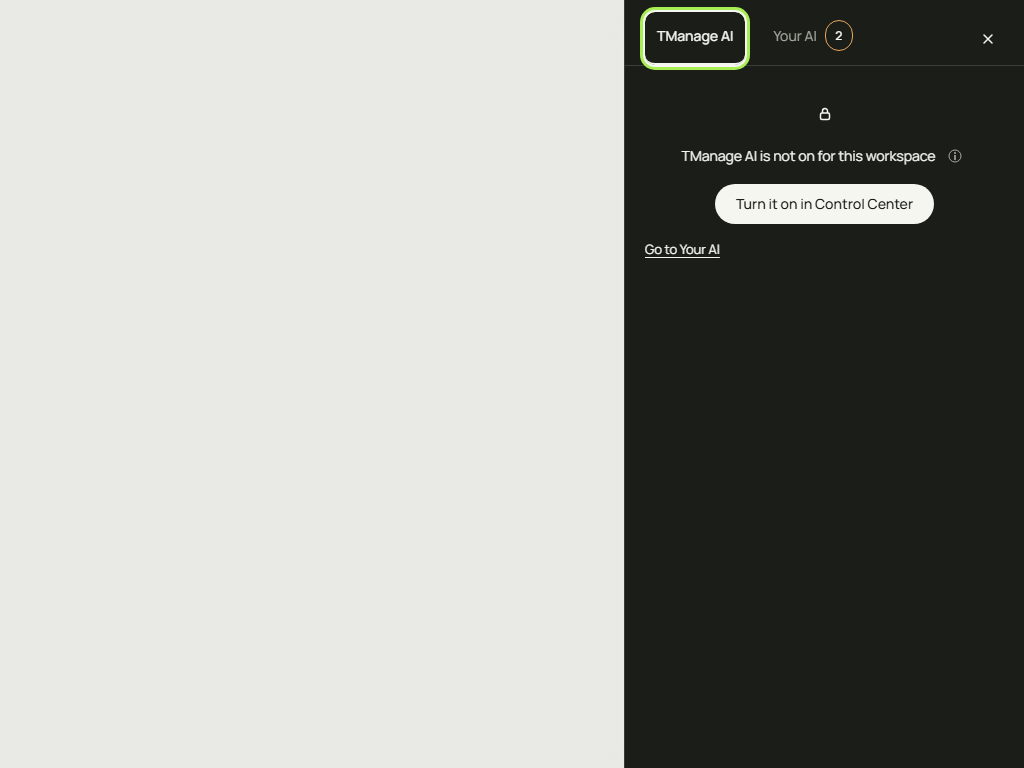 TManage AI
Your AI 2
TManage AI is not on for this workspace
Turn it on in Control Center
Go to Your AI